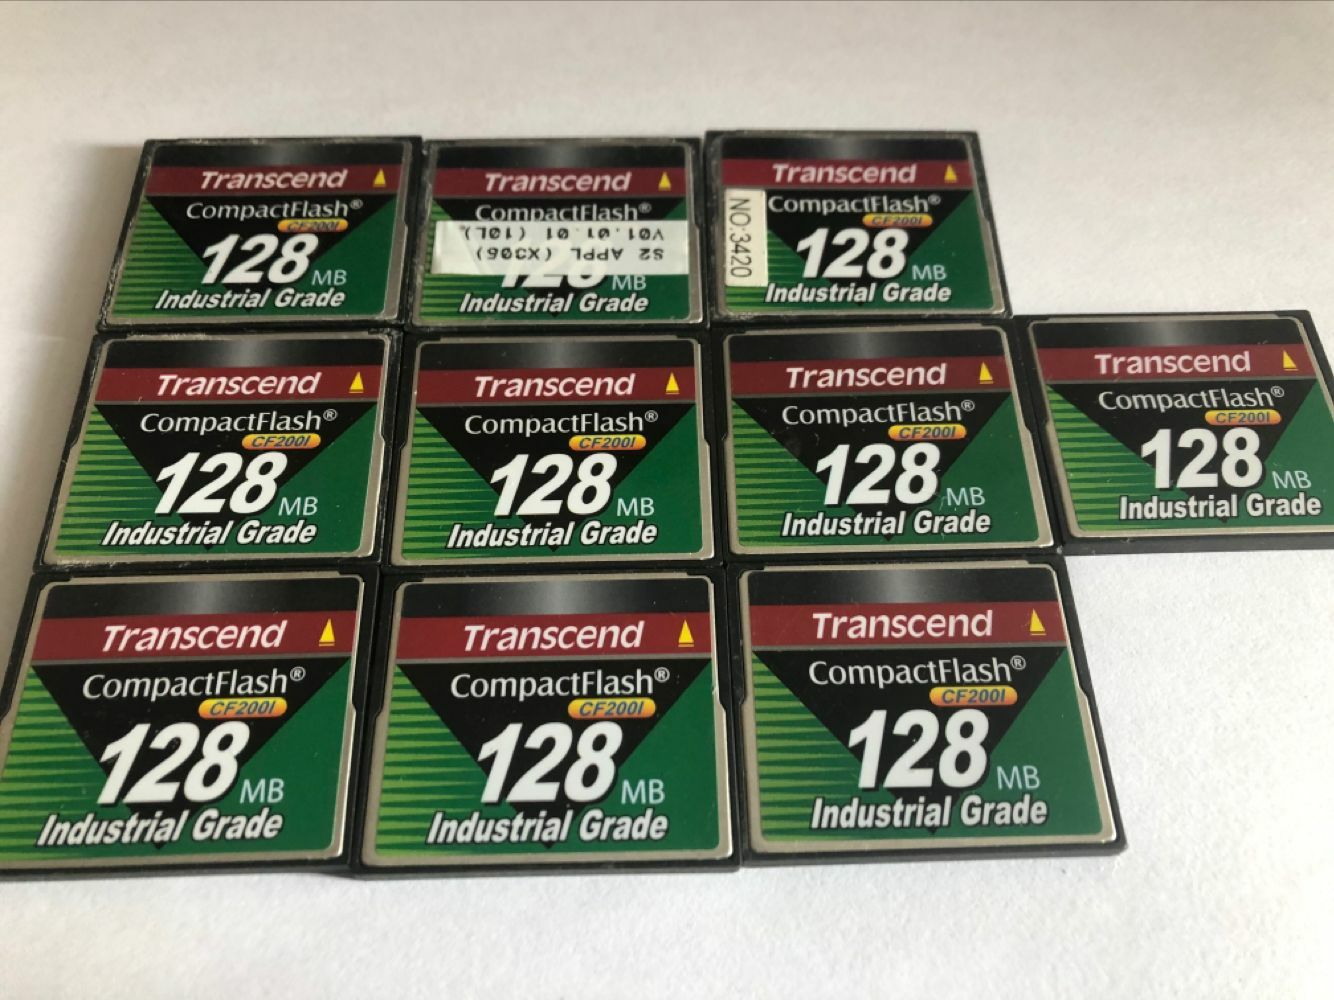 Transcend
CompactFlash®
CF200I
128 MB
Industrial Grade
Transcend
CompactFlash®
S2 APPL (X306)
V01.01.01 (10L)
128 MB
Industrial Grade
Transcend
NO:3420
CompactFlash®
CF200I
128 MB
Industrial Grade
Transcend
CompactFlash®
CF200I
128 MB
Industrial Grade
Transcend
CompactFlash®
CF200I
128 MB
Industrial Grade
Transcend
CompactFlash®
CF200I
128 MB
Industrial Grade
Transcend
CompactFlash®
CF200I
128 MB
Industrial Grade
Transcend
CompactFlash®
CF200I
128 MB
Industrial Grade
Transcend
CompactFlash®
CF200I
128 MB
Industrial Grade
Transcend
CompactFlash®
CF200I
128 MB
Industrial Grade